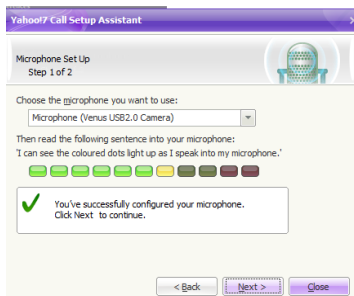 Yahoo!7 Call Setup Assistant
Microphone Set Up
Step 1 of 2
Choose the microphone you want to use:
Microphone (Venus USB2.0 Camera)
Then read the following sentence into your microphone:
'I can see the coloured dots light up as I speak into my microphone.'
You've successfully configured your microphone.
Click Next to continue.
< Back Next > Close